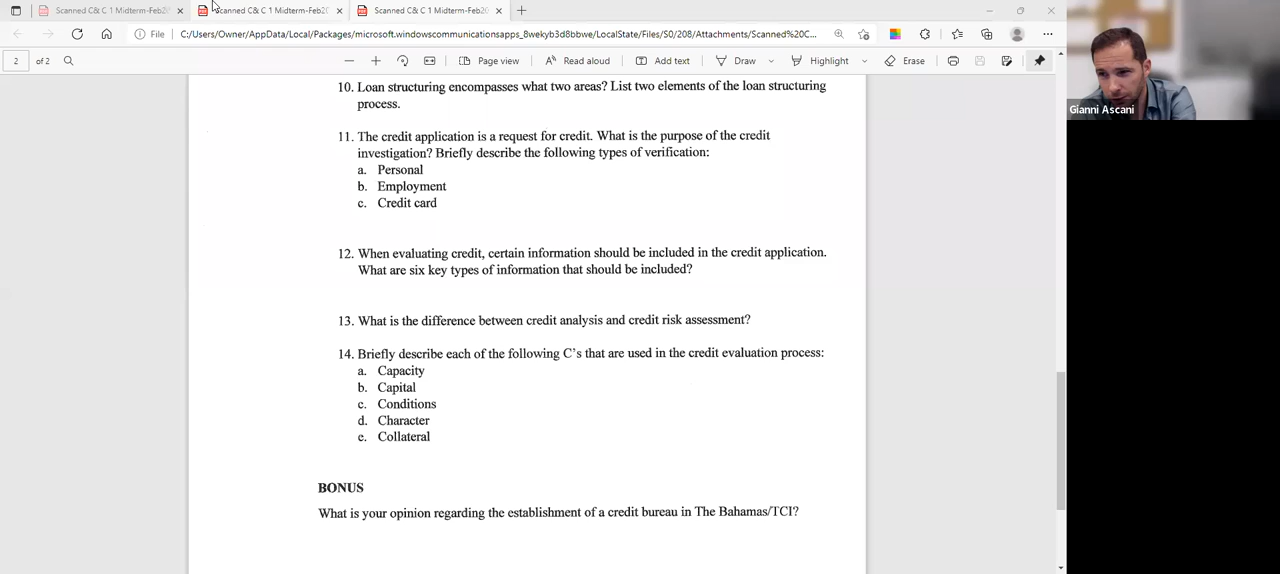 Scanned C& C 1 Midterm-Feb20
Scanned C& C 1 Midterm-Feb20
Scanned C& C 1 Midterm-Feb20
File
C:/Users/Owner/AppData/Local/Packages/microsoft.windowscommunicationsapps_8wekyb3d8bbwe/LocalState/Files/S0/208/Attachments/Scanned%20C...
2 of 2
Page view
Read aloud
Add text
Draw
Highlight
Erase
Gianni Ascani
10. Loan structuring encompasses what two areas? List two elements of the loan structuring
process.
11. The credit application is a request for credit. What is the purpose of the credit
investigation? Briefly describe the following types of verification:
a. Personal
b. Employment
c. Credit card
12. When evaluating credit, certain information should be included in the credit application.
What are six key types of information that should be included?
13. What is the difference between credit analysis and credit risk assessment?
14. Briefly describe each of the following C's that are used in the credit evaluation process:
a. Capacity
b. Capital
c. Conditions
d. Character
e. Collateral
BONUS
What is your opinion regarding the establishment of a credit bureau in The Bahamas/TCI?